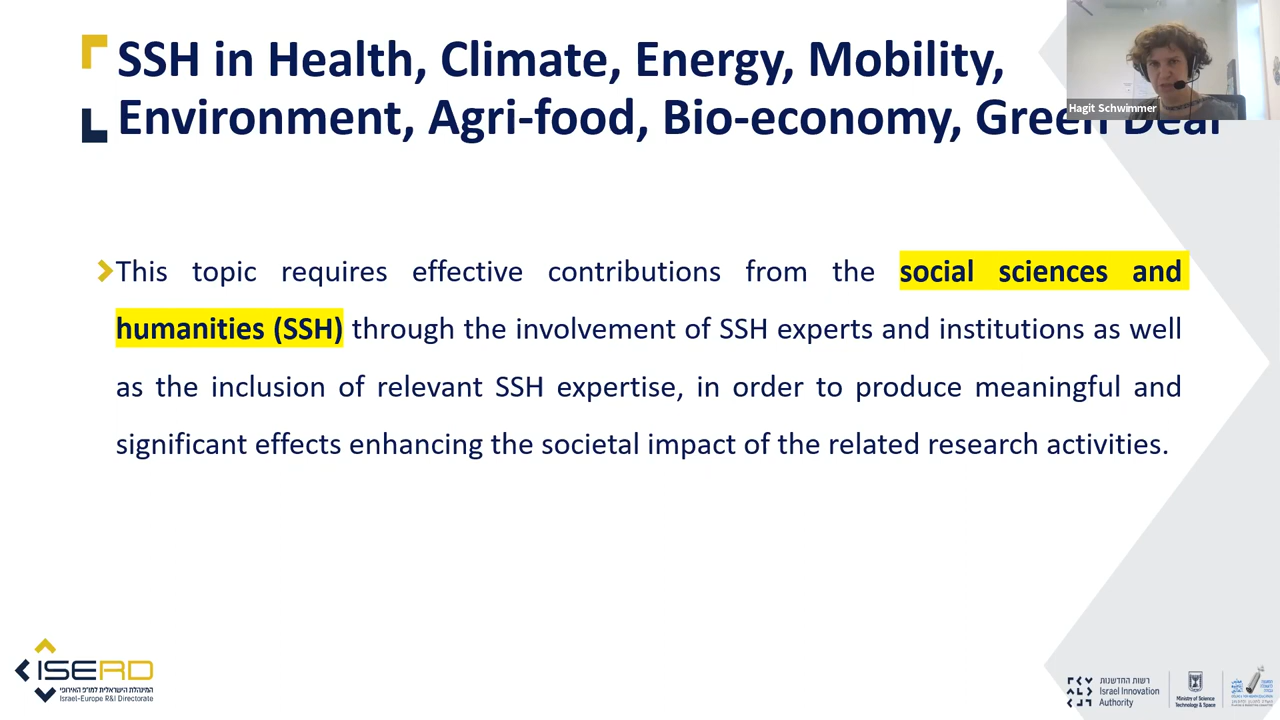 SSH in Health, Climate, Energy, Mobility,
Environment, Agri-food, Bio-economy, Green Deal
Hagit Schwimmer
This topic requires effective contributions from the social sciences and
humanities (SSH) through the involvement of SSH experts and institutions as well
as the inclusion of relevant SSH expertise, in order to produce meaningful and
significant effects enhancing the societal impact of the related research activities.
ISERD
המינהלת הישראלית למו״פ האירופי
Israel-Europe R&I Directorate
רשות החדשנות
Israel Innovation
Authority
Ministry of Science
Technology & Space